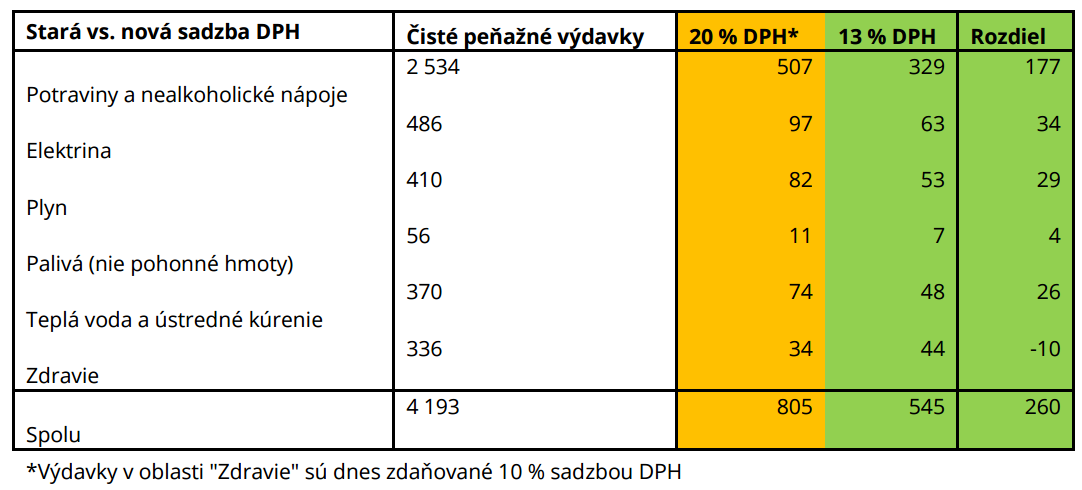 Stará vs. nová sadzba DPH Čisté peňažné výdavky 20 % DPH* 13 % DPH Rozdiel
Potraviny a nealkoholické nápoje 2 534 507 329 177
Elektrina 486 97 63 34
Plyn 410 82 53 29
Palivá (nie pohonné hmoty) 56 11 7 4
Teplá voda a ústredné kúrenie 370 74 48 26
Zdravie 336 34 44 -10
Spolu 4 193 805 545 260
*Výdavky v oblasti "Zdravie" sú dnes zdaňované 10 % sadzbou DPH